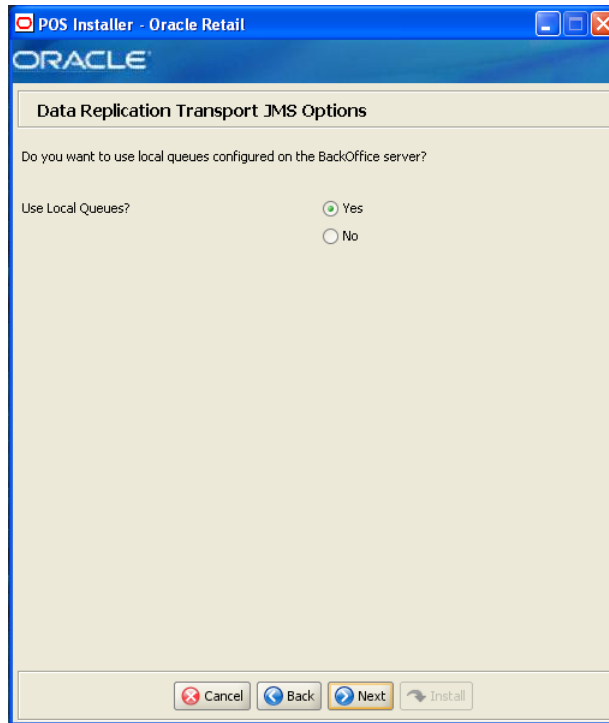 POS Installer - Oracle Retail
ORACLE
Data Replication Transport JMS Options
Do you want to use local queues configured on the BackOffice server?
Use Local Queues?
Yes
No
Cancel
Back
Next
Install